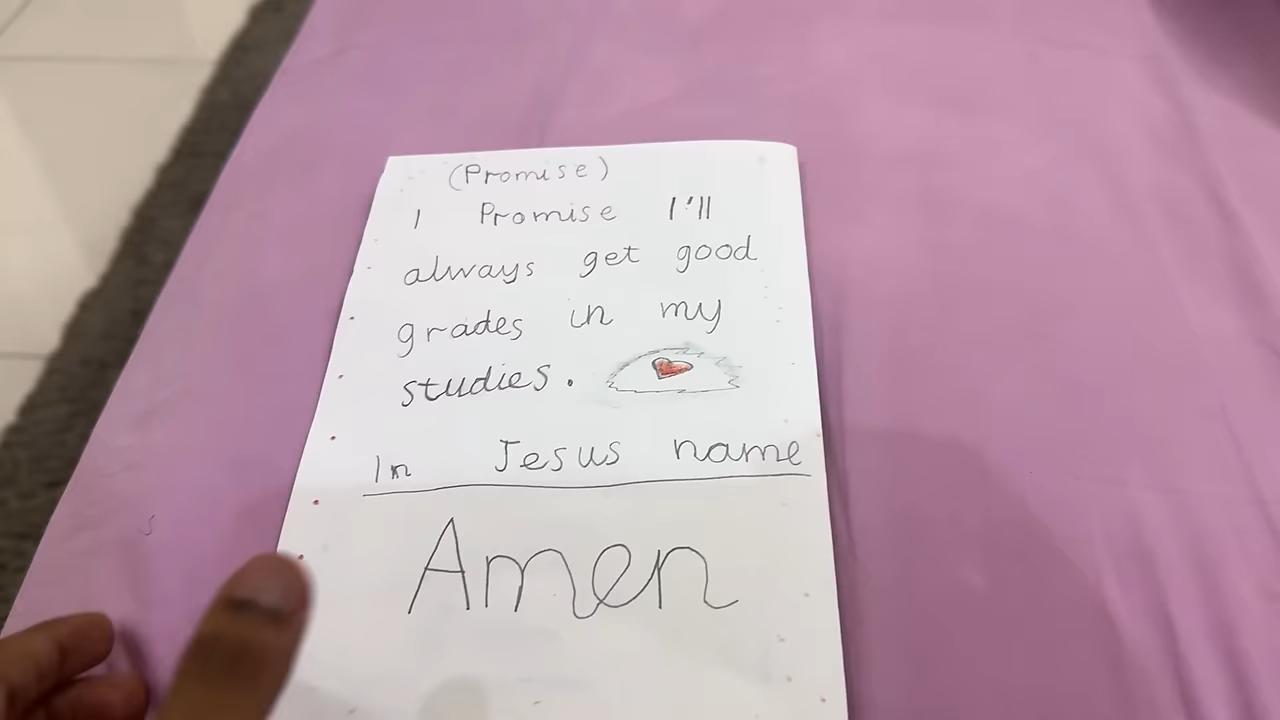 (Promise)
I Promise I'll
always get good
grades in my
studies.
In Jesus name
Amen